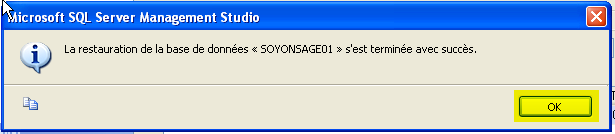 Microsoft SQL Server Management Studio
La restauration de la base de données « SOYONSAGE01 » s'est terminée avec succès.
OK